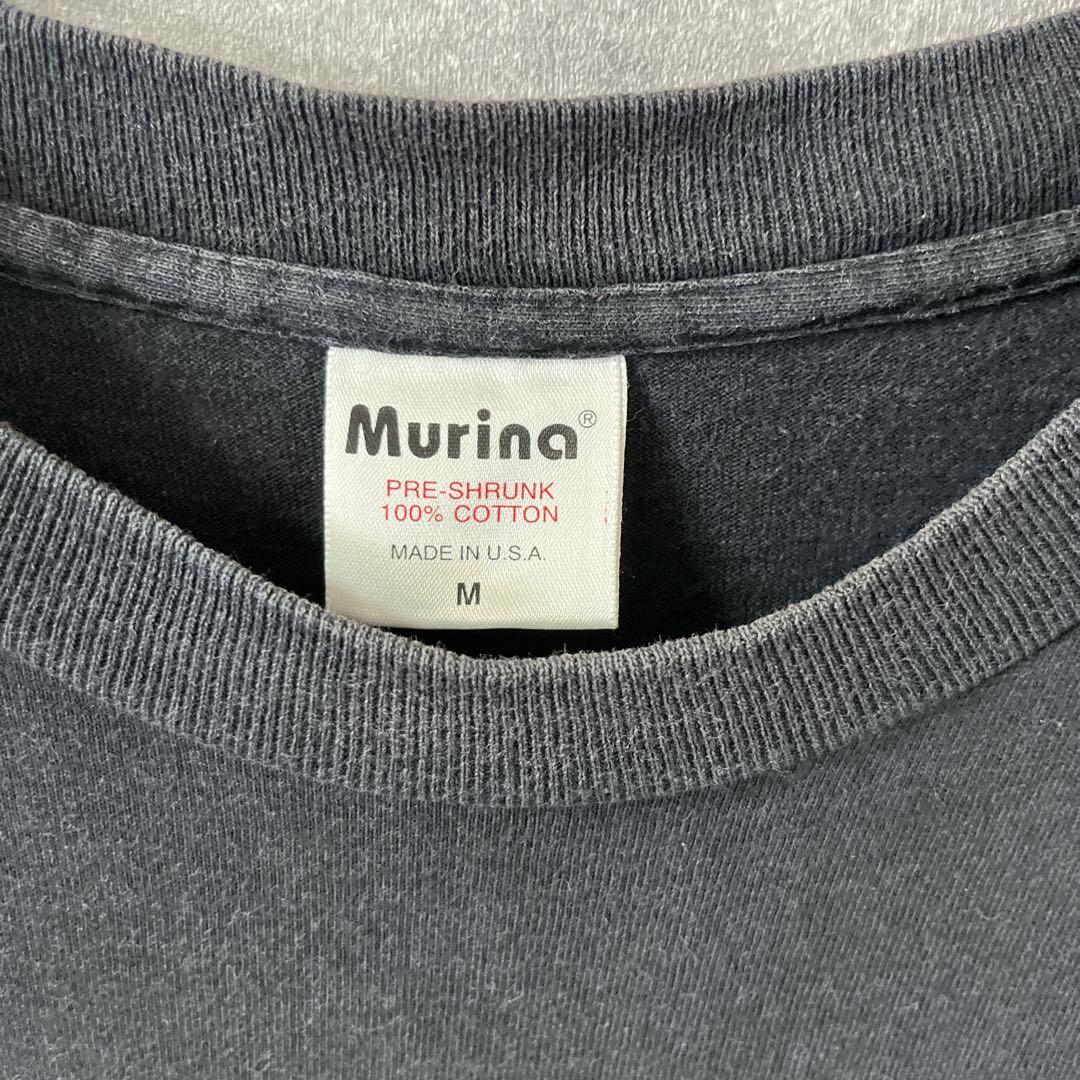 Murina®
PRE-SHRUNK
100% COTTON
MADE IN U.S.A.
M